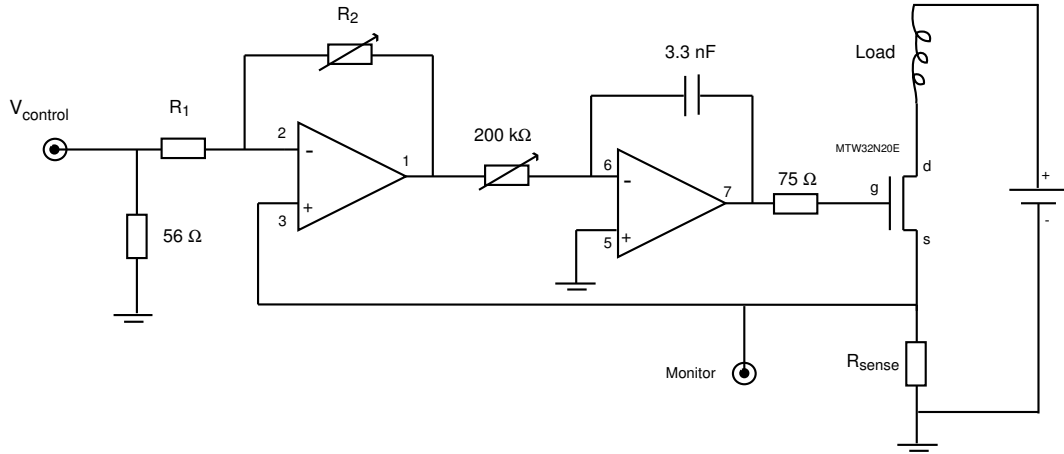 R2
Load
3.3 nF
Vcontrol
R1
2
-
1
200 kΩ
MTW32N20E
6
-
7
75 Ω
g
d
+
-
3
+
5
+
s
56 Ω
Monitor
Rsense